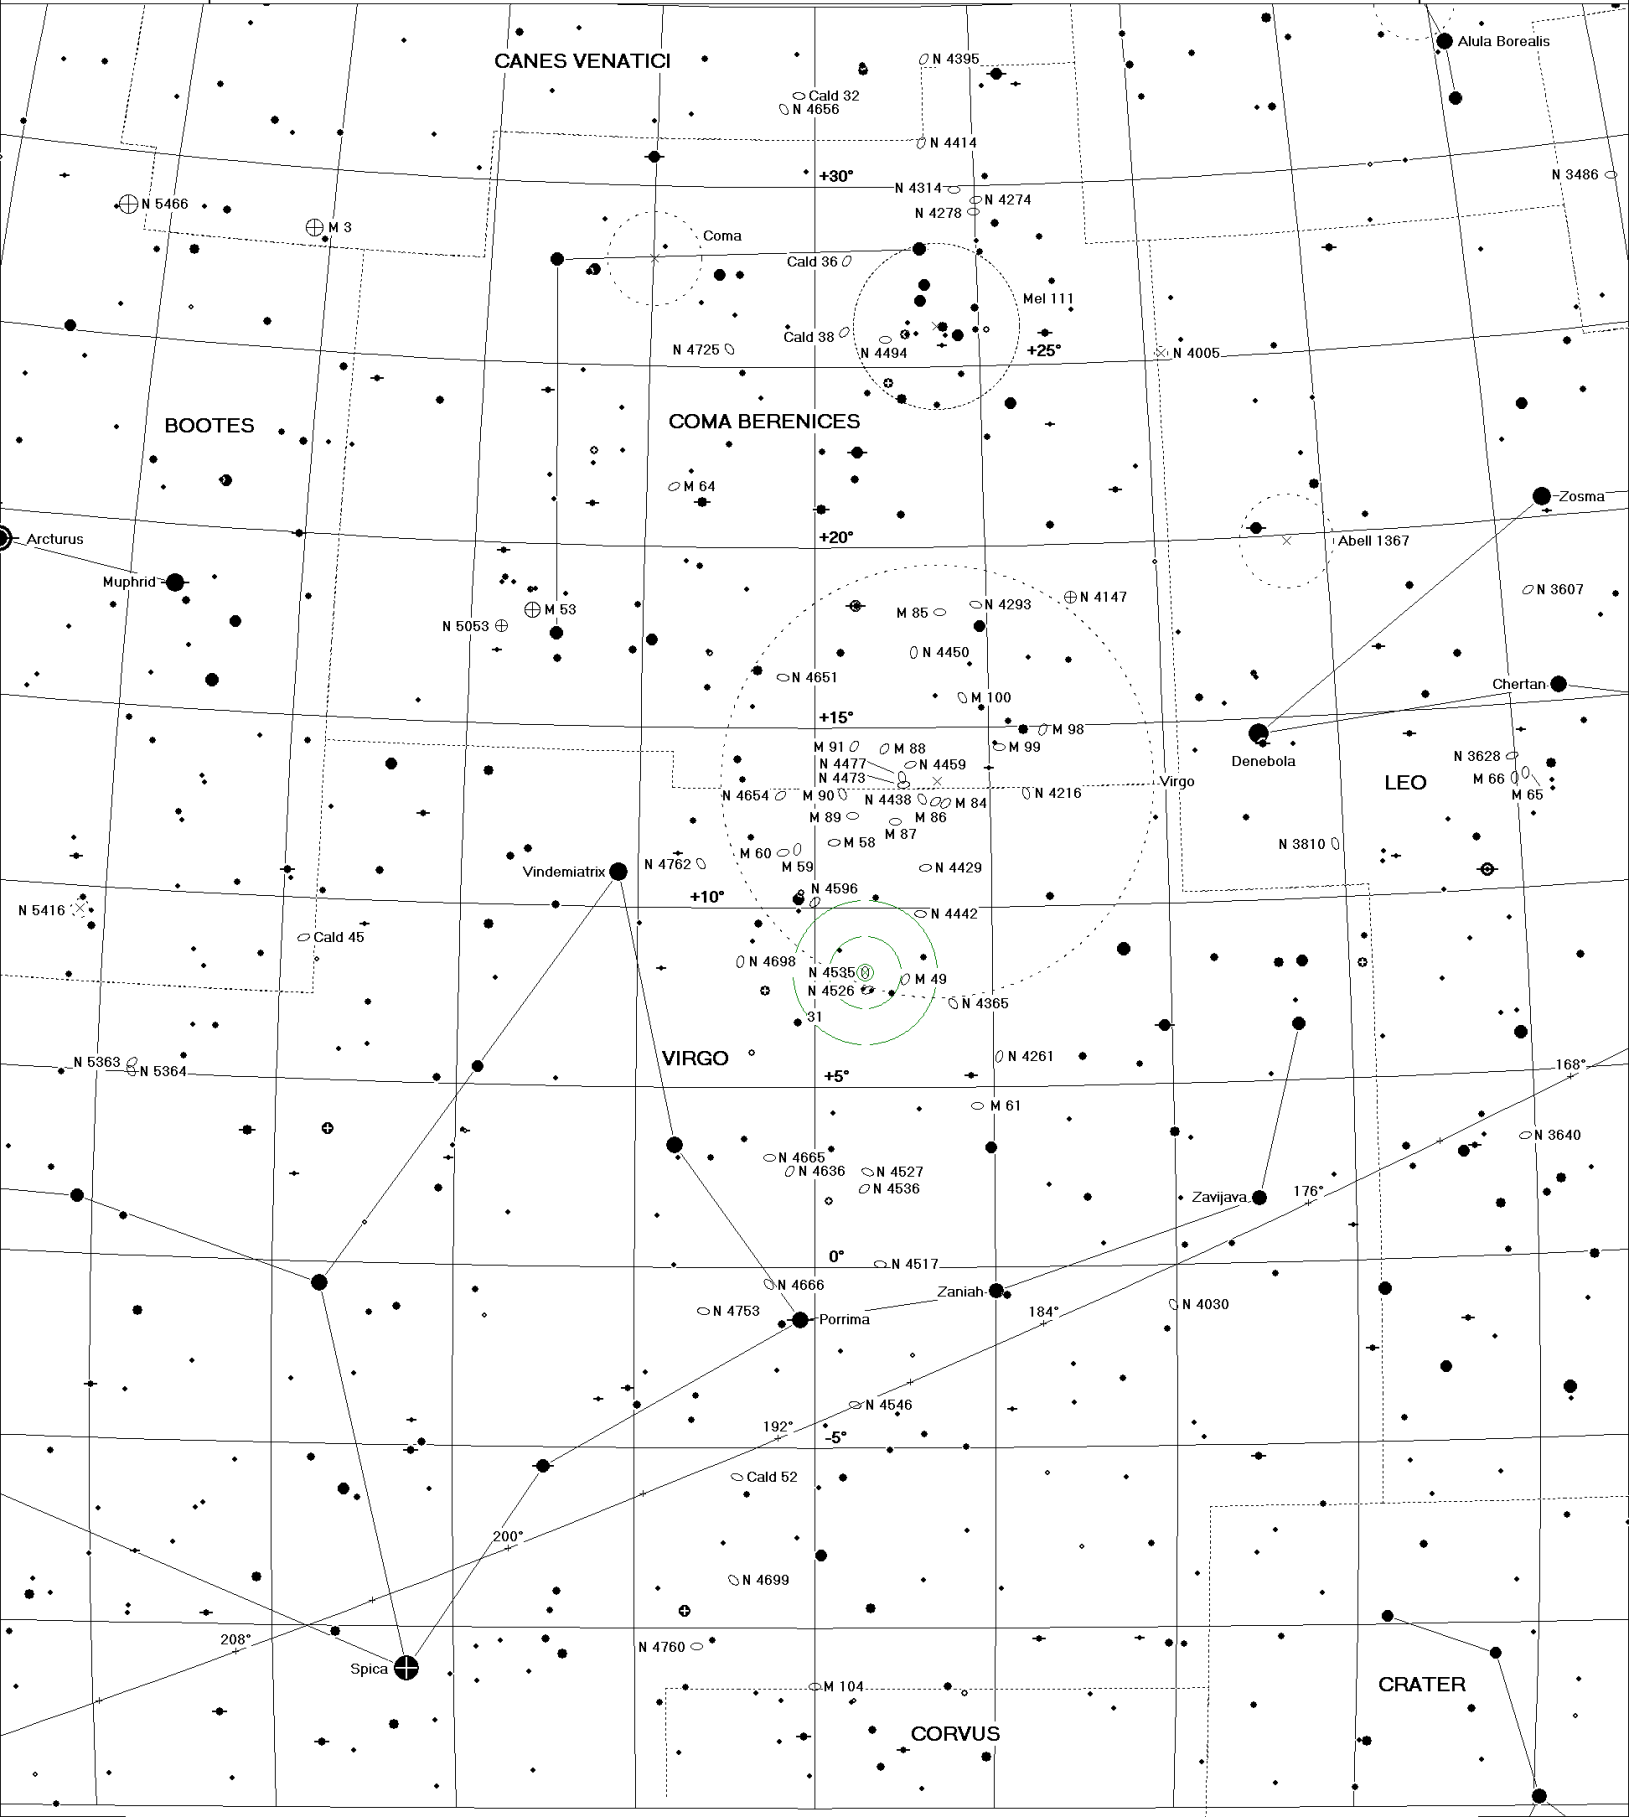 Alula Borealis
CANES VENATICI
N 4395
Cald 32
N 4656
N 4414
+30°
N 3486
N 4314
N 4274
N 4278
N 5466
M 3
Coma
Cald 36
Mel 111
Cald 38
N 4494
N 4725
+25°
N 4005
COMA BERENICES
BOOTES
M 64
Zosma
Arcturus
+20°
Abell 1367
Muphrid
N 3607
N 4147
M 53
M 85
N 4293
N 5053
N 4450
N 4651
Chertan
M 100
+15°
M 98
M 91
M 88
M 99
N 4477
N 4459
N 4473
Denebola
N 3628
M 66
M 65
Virgo
LEO
N 4654
M 90
N 4438
M 84
N 4216
M 89
M 86
M 87
M 58
N 3810
M 60
M 59
N 4762
Vindemiatrix
N 4429
N 4596
+10°
N 5416
N 4442
Cald 45
N 4698
N 4535
M 49
N 4526
N 4365
31
VIRGO
N 4261
N 5363
N 5364
168°
+5°
M 61
N 3640
N 4665
N 4636
N 4527
N 4536
Zavijava
176°
0°
N 4517
N 4666
Zaniah
N 4753
Porrima
184°
N 4030
N 4546
192°
-5°
Cald 52
200°
N 4699
208°
N 4760
Spica
M 104
CRATER
CORVUS